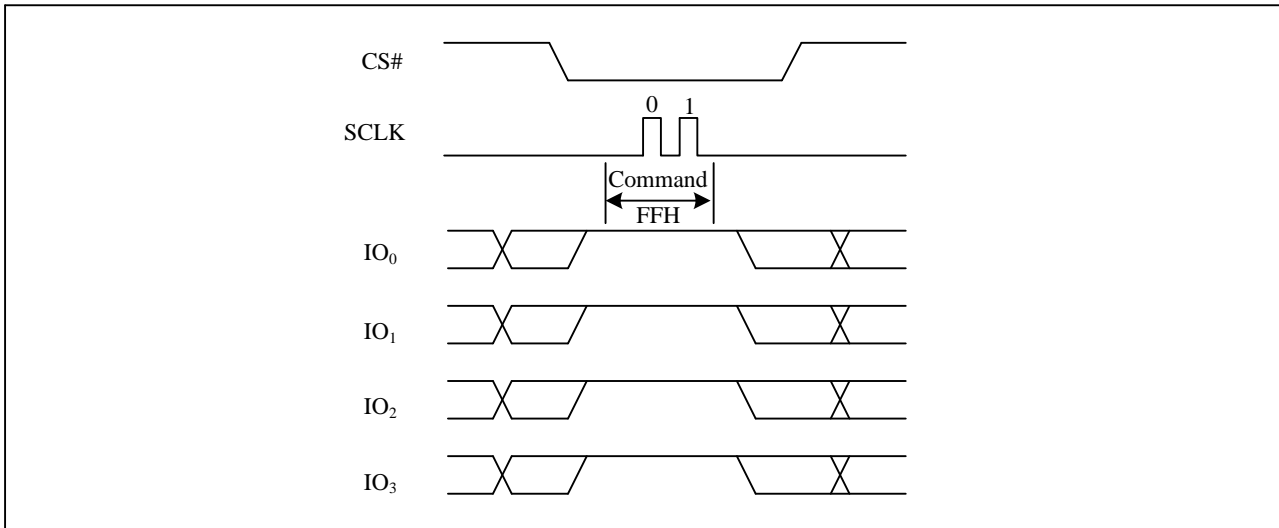 CS#
0 1
SCLK
Command
FFH
IO₀
IO₁
IO₂
IO₃